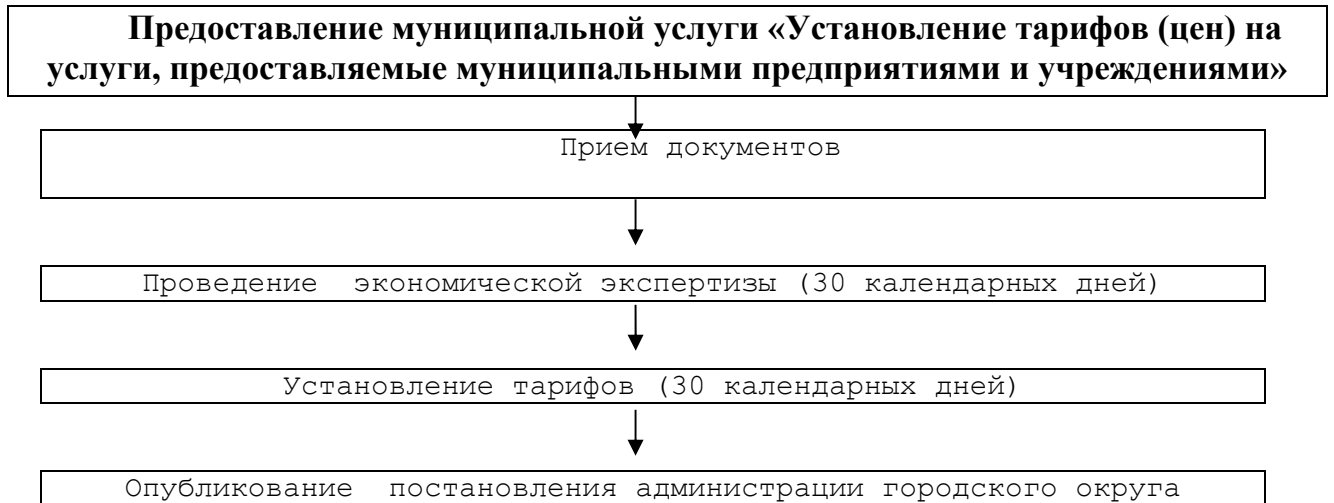 Предоставление муниципальной услуги «Установление тарифов (цен) на
услуги, предоставляемые муниципальными предприятиями и учреждениями»
Прием документов
Проведение экономической экспертизы (30 календарных дней)
Установление тарифов (30 календарных дней)
Опубликование постановления администрации городского округа